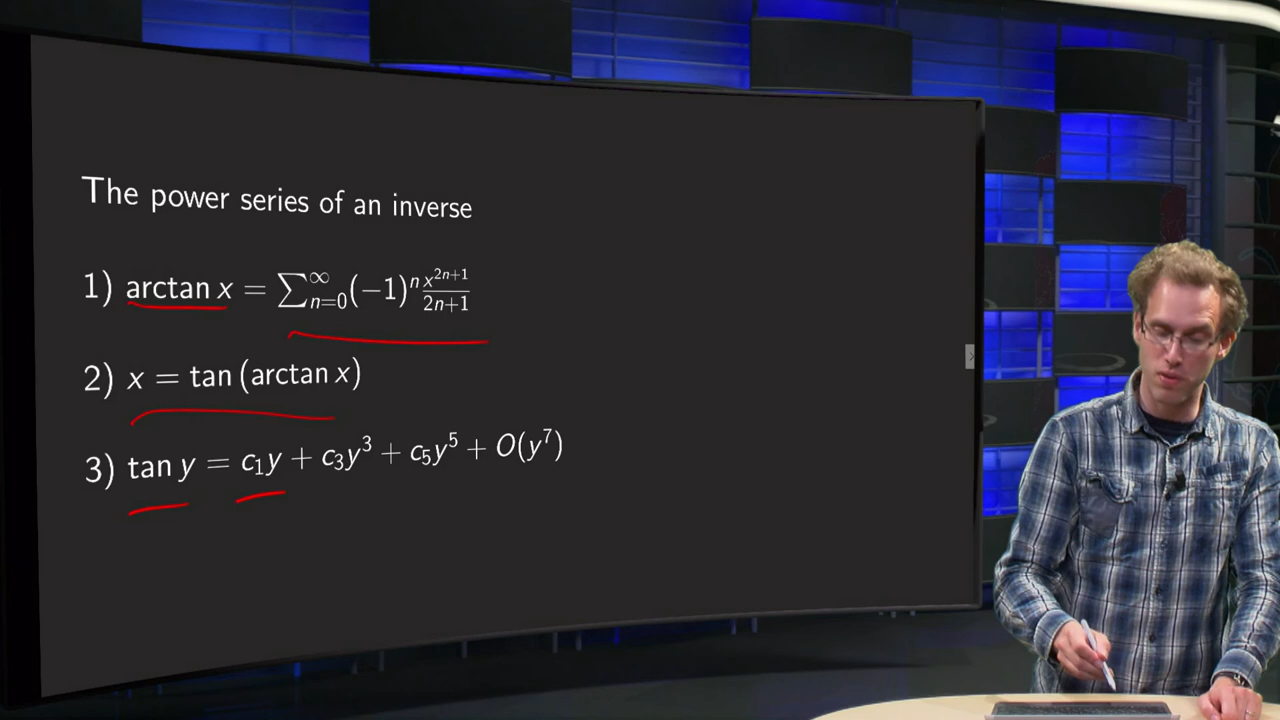 The power series of an inverse
1) arctan x = ∑_{n=0}^{∞}(−1)^n \frac{x^{2n+1}}{2n+1}
2) x = tan (arctan x)
3) tan y = c₁y + c₃y³ + c₅y⁵ + O(y⁷)